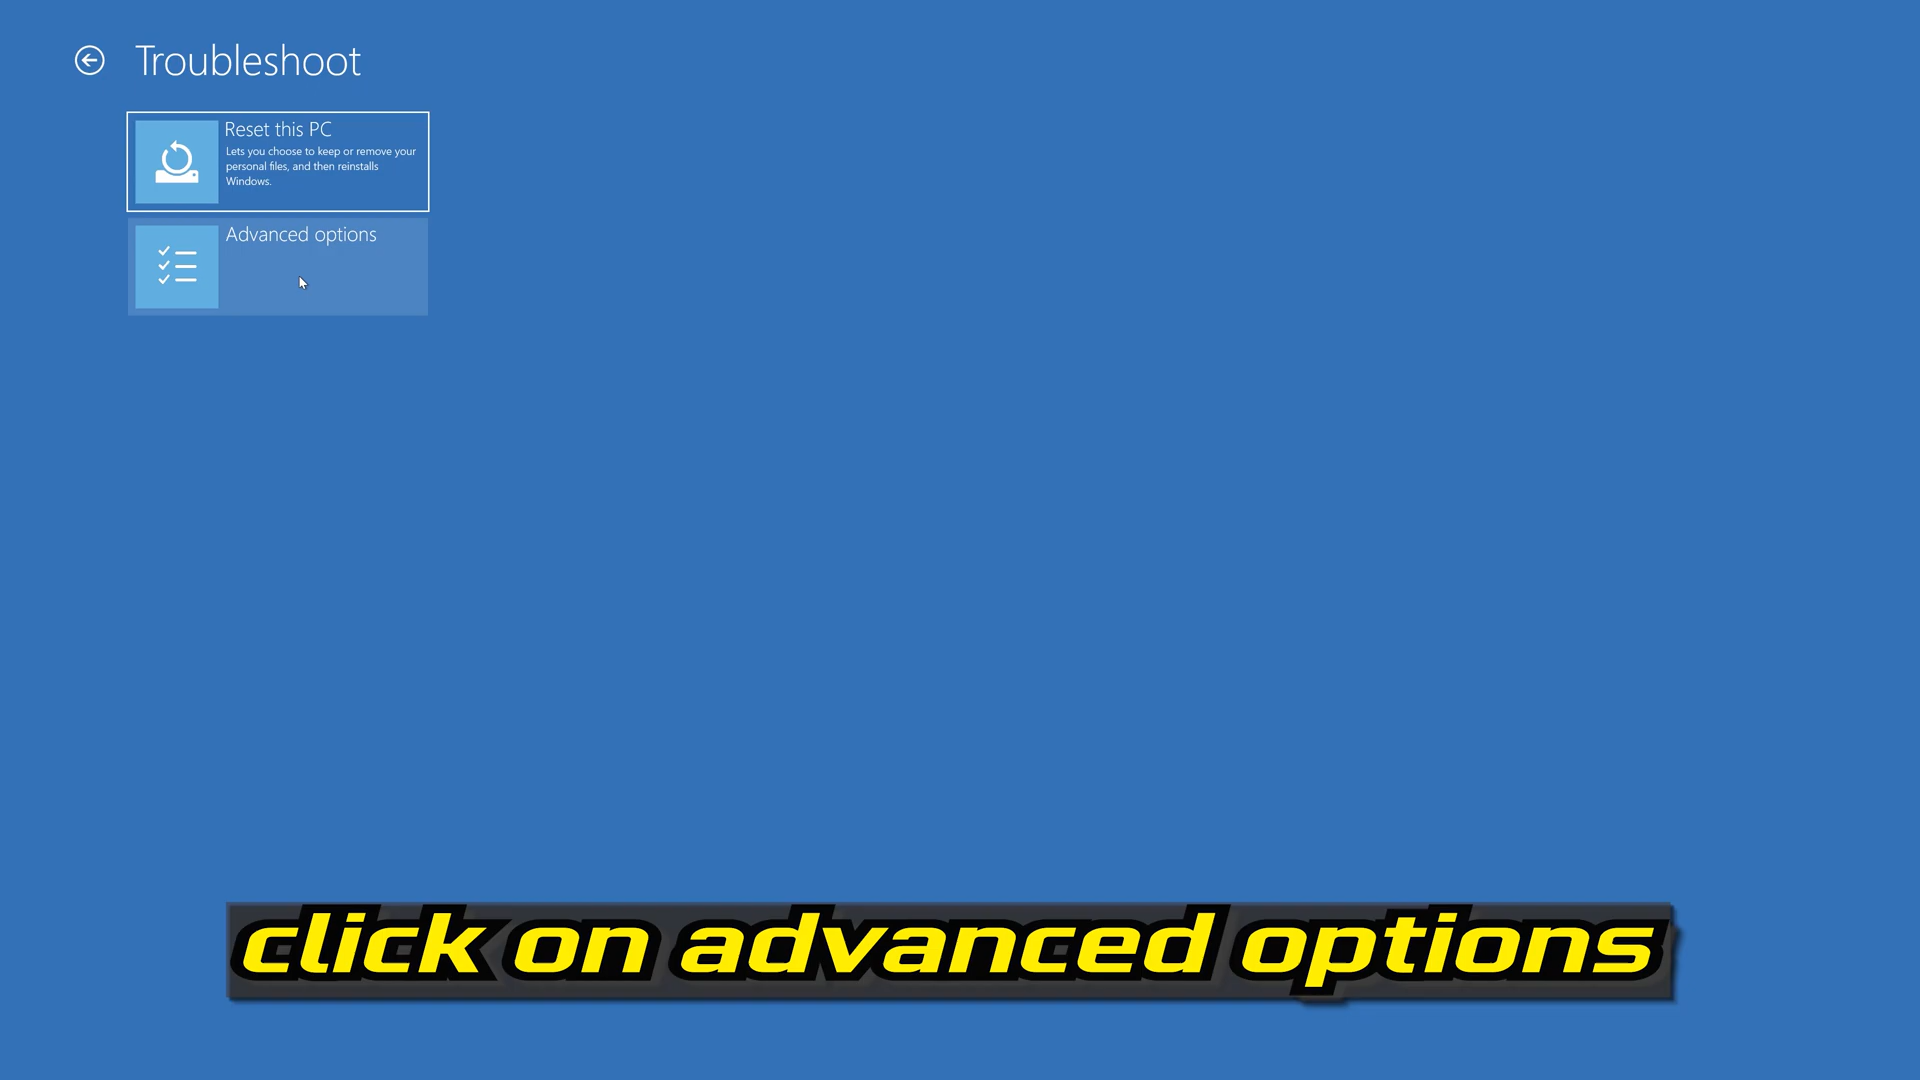 Troubleshoot
Reset this PC
Lets you choose to keep or remove your
personal files, and then reinstalls
Windows.
Advanced options
click on advanced options